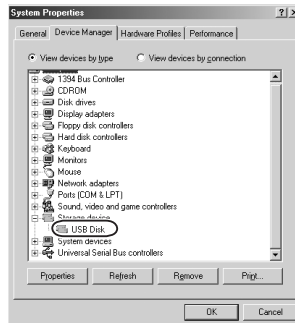 System Properties
General Device Manager Hardware Profiles Performance
View devices by type View devices by connection
1394 Bus Controller
CDROM
Disk drives
Display adapters
Floppy disk controllers
Hard disk controllers
Keyboard
Monitors
Mouse
Network adapters
Ports (COM & LPT)
Sound, video and game controllers
Storage device
USB Disk
System devices
Universal Serial Bus controllers
Properties Refresh Remove Print...
OK Cancel